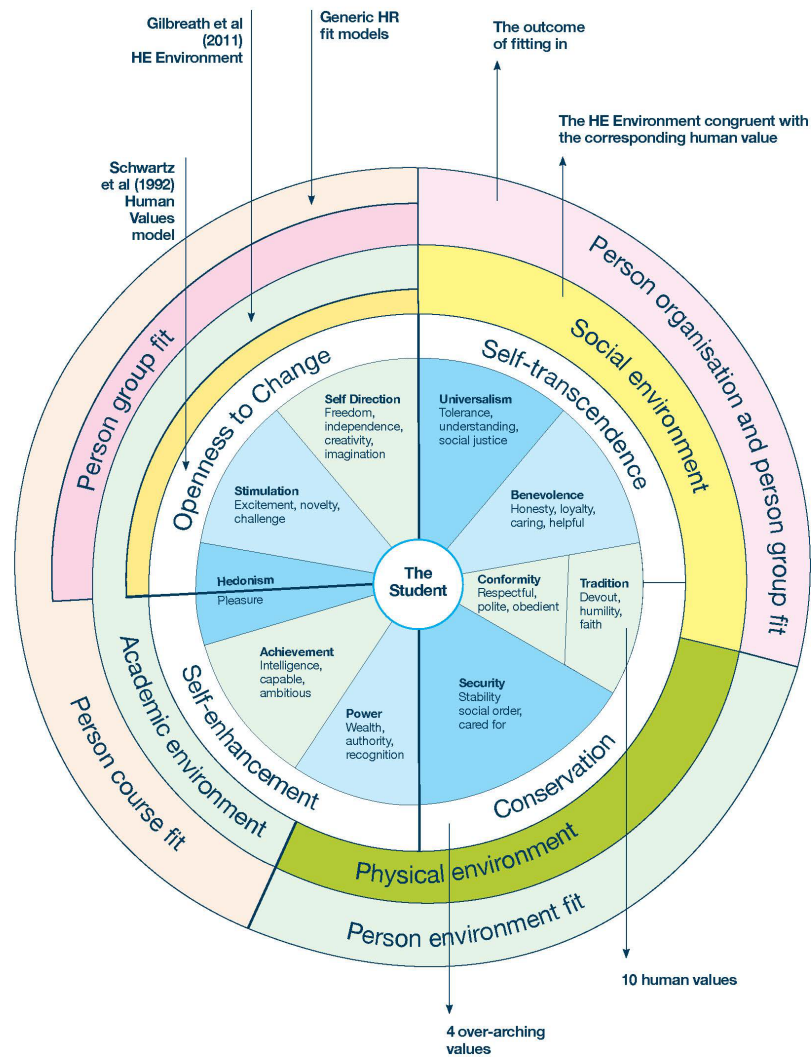 Gilbreath et al
(2011)
HE Environment
Generic HR
fit models
The outcome
of fitting in
The HE Environment congruent with
the corresponding human value
Schwartz
et al (1992)
Human
Values
model
Person group fit
Openness to Change
Self-transcendence
Social environment
Person organisation and person group fit
Self Direction
Freedom,
independence,
creativity,
imagination
Universalism
Tolerance,
understanding,
social justice
Stimulation
Excitement, novelty,
challenge
Benevolence
Honesty, loyalty,
caring, helpful
Hedonism
Pleasure
The
Student
Conformity
Respectful,
polite, obedient
Tradition
Devout,
humility,
faith
Achievement
Intelligence,
capable,
ambitious
Power
Wealth,
authority,
recognition
Security
Stability
social order,
cared for
Self-enhancement
Conservation
Academic environment
Person course fit
Physical environment
Person environment fit
10 human values
4 over-arching
values